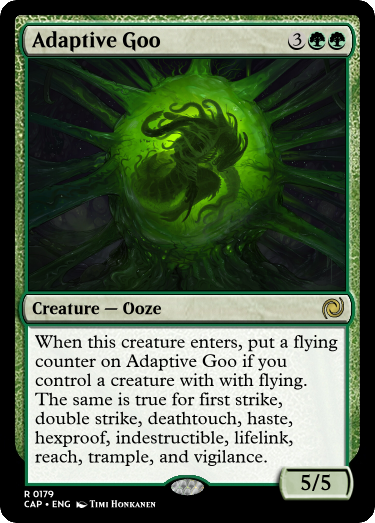 Adaptive Goo 3
Creature — Ooze
When this creature enters, put a flying
counter on Adaptive Goo if you
control a creature with with flying.
The same is true for first strike,
double strike, deathtouch, haste,
hexproof, indestructible, lifelink,
reach, trample, and vigilance.
5/5
R 0179
CAP • ENG Timi Honkanen